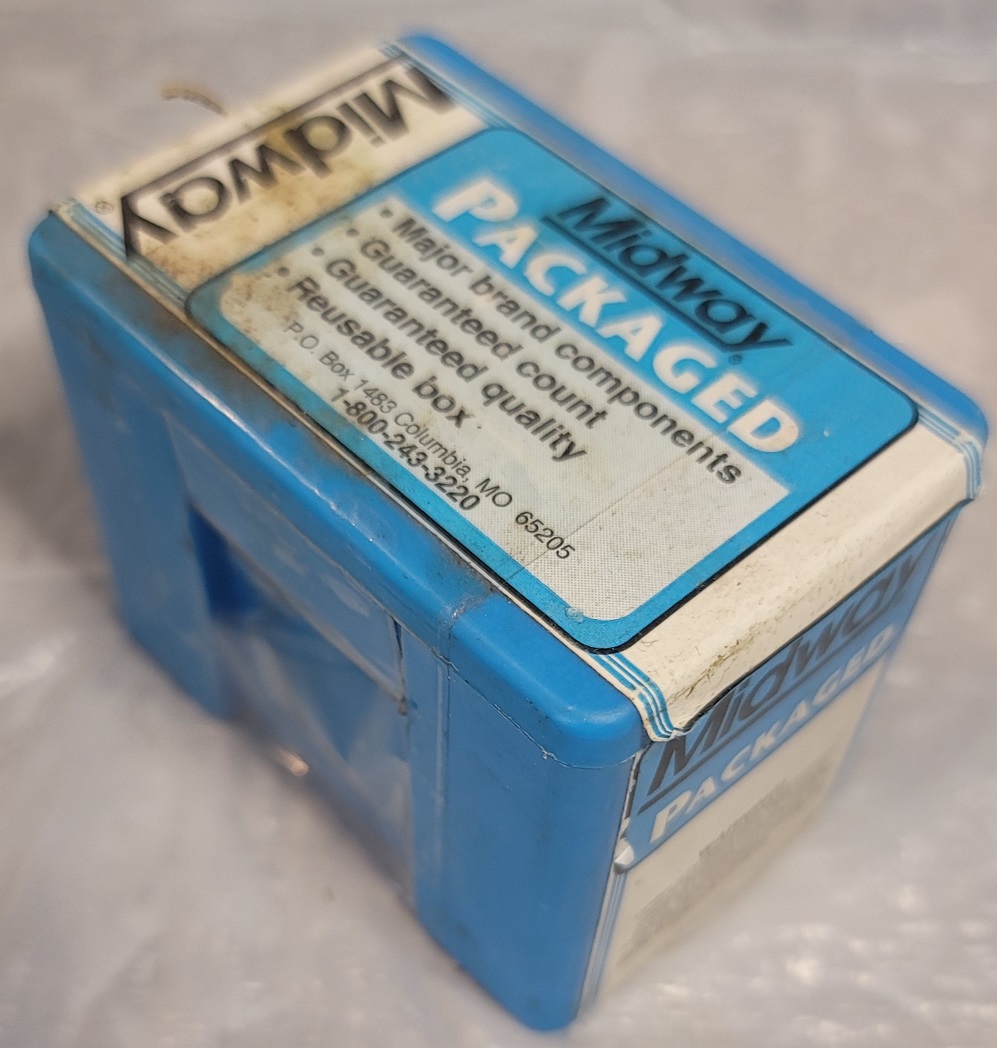 Midway®
Midway®
PACKAGED
• Major brand components
• Guaranteed count
• Guaranteed quality
• Reusable box
P.O. Box 1483 Columbia, MO 65205
1-800-243-3220
Midway
PACKAGED